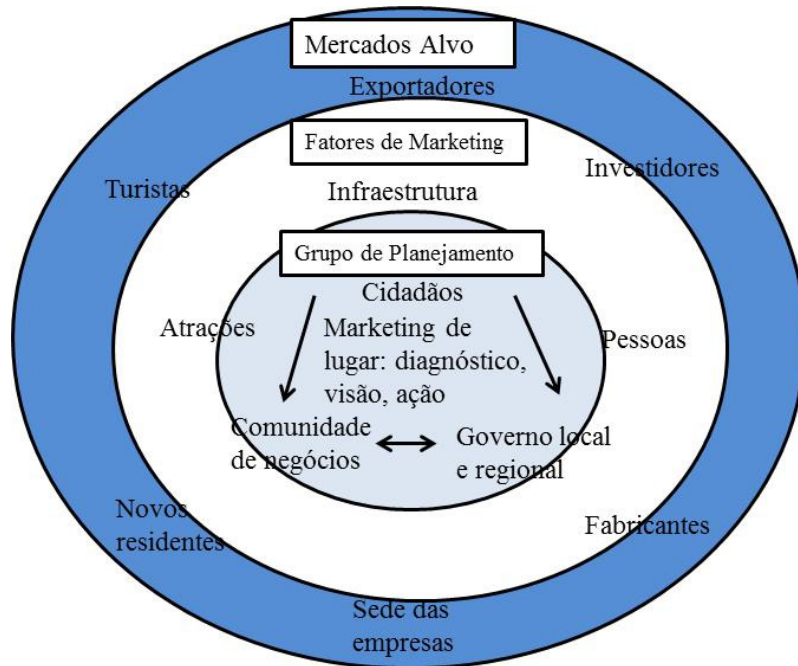 Mercados Alvo
Exportadores
Fatores de Marketing
Turistas
Investidores
Infraestrutura
Grupo de Planejamento
Cidadãos
Atrações
Marketing de
lugar: diagnóstico,
visão, ação
Pessoas
Comunidade
de negócios
Governo local
e regional
Novos
residentes
Fabricantes
Sede das
empresas